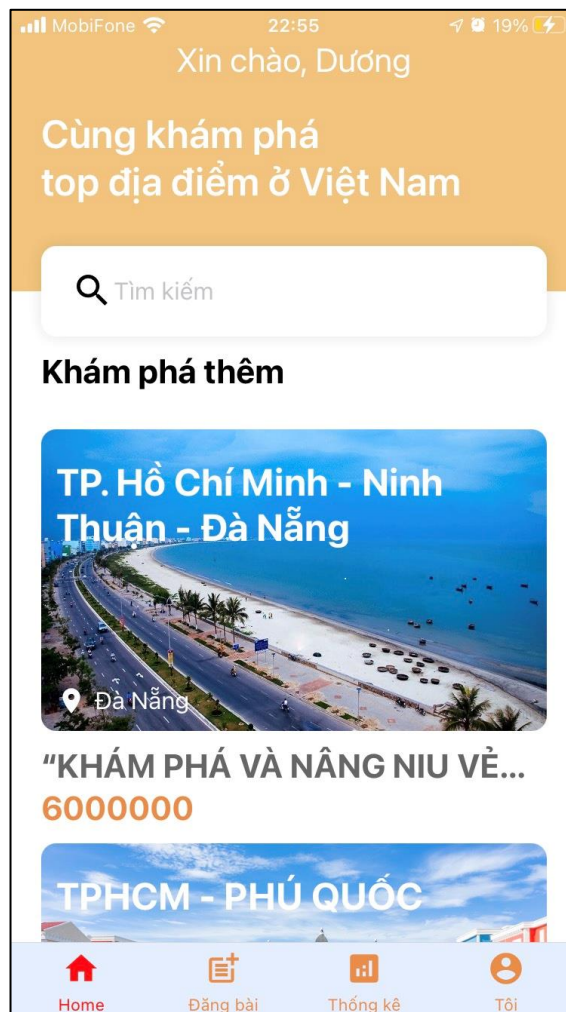 MobiFone 22:55 19%
Xin chào, Dương
Cùng khám phá
top địa điểm ở Việt Nam
Tìm kiếm
Khám phá thêm
TP. Hồ Chí Minh - Ninh
Thuận - Đà Nẵng
Đà Nẵng
“KHÁM PHÁ VÀ NÂNG NIU VẺ...
6000000
TPHCM - PHÚ QUỐC
Home Đăng bài Thống kê Tôi